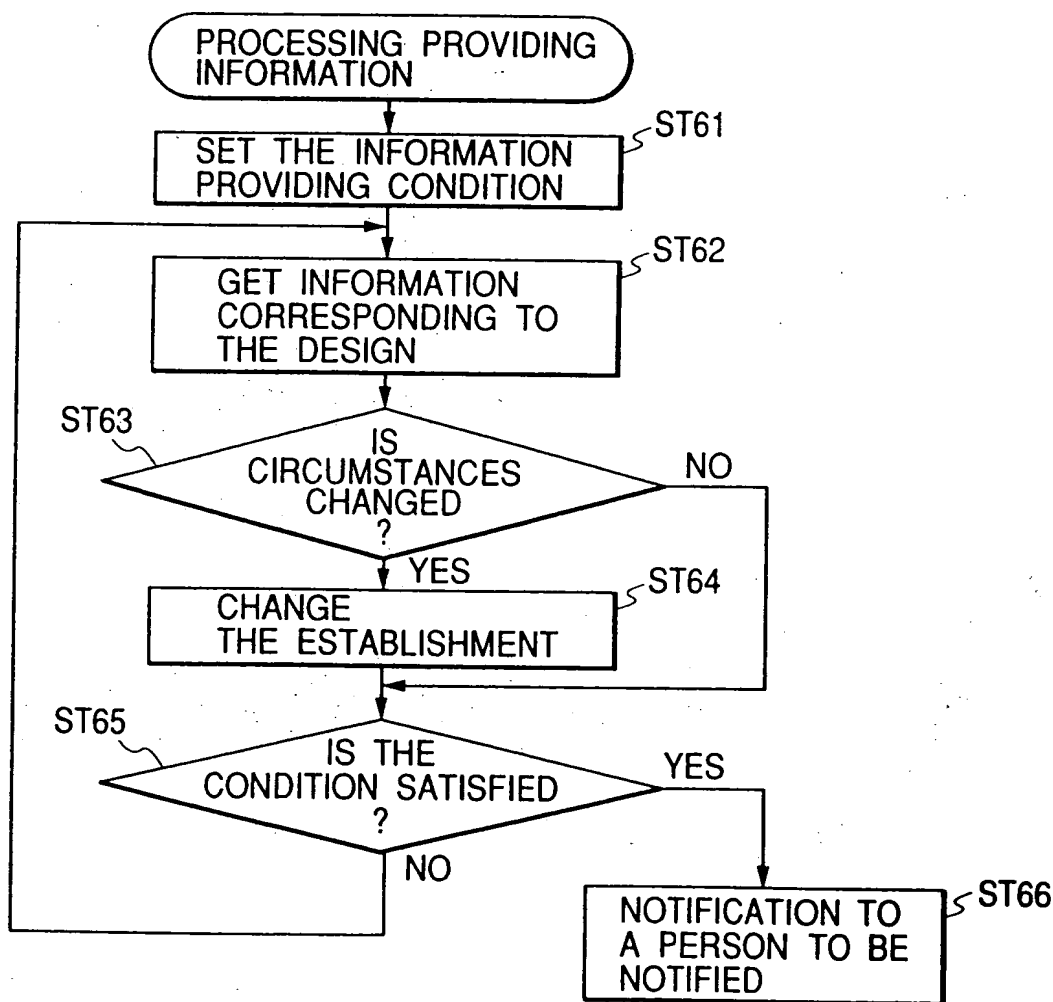 PROCESSING PROVIDING
INFORMATION
ST61
SET THE INFORMATION
PROVIDING CONDITION
ST62
GET INFORMATION
CORRESPONDING TO
THE DESIGN
ST63
IS
CIRCUMSTANCES
CHANGED
?
NO
YES
ST64
CHANGE
THE ESTABLISHMENT
ST65
IS THE
CONDITION SATISFIED
?
YES
NO
ST66
NOTIFICATION TO
A PERSON TO BE
NOTIFIED